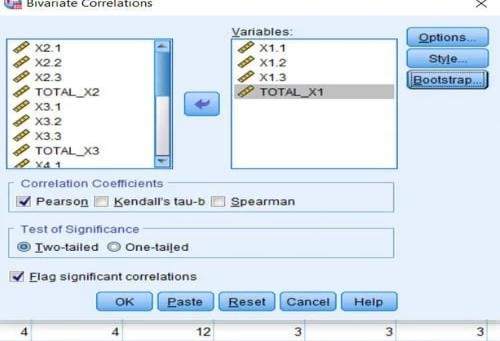 Bivariate Correlations
X2.1
X2.2
X2.3
TOTAL_X2
X3.1
X3.2
X3.3
TOTAL_X3
X4.1
Variables:
X1.1
X1.2
X1.3
TOTAL_X1
Options...
Style...
Bootstrap...
Correlation Coefficients
Pearson Kendall's tau-b Spearman
Test of Significance
Two-tailed One-tailed
Flag significant correlations
OK Paste Reset Cancel Help
4 4 12 3 3 3